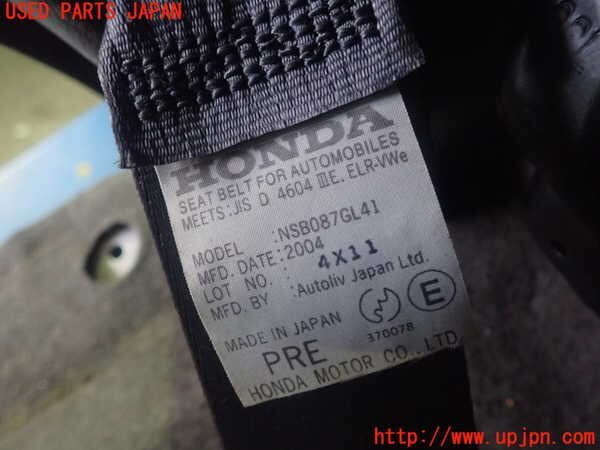 USED PARTS JAPAN
HONDA
SEAT BELT FOR AUTOMOBILES
MEETS:JIS D 4604 ⅢE. ELR-VWe
MODEL :NSB087GL41
MFD. DATE:2004
LOT NO. : 4X11
MFD. BY :Autoliv Japan Ltd.
MADE IN JAPAN
E
370078
PRE
HONDA MOTOR CO., LTD.
http://www.upjpn.com/